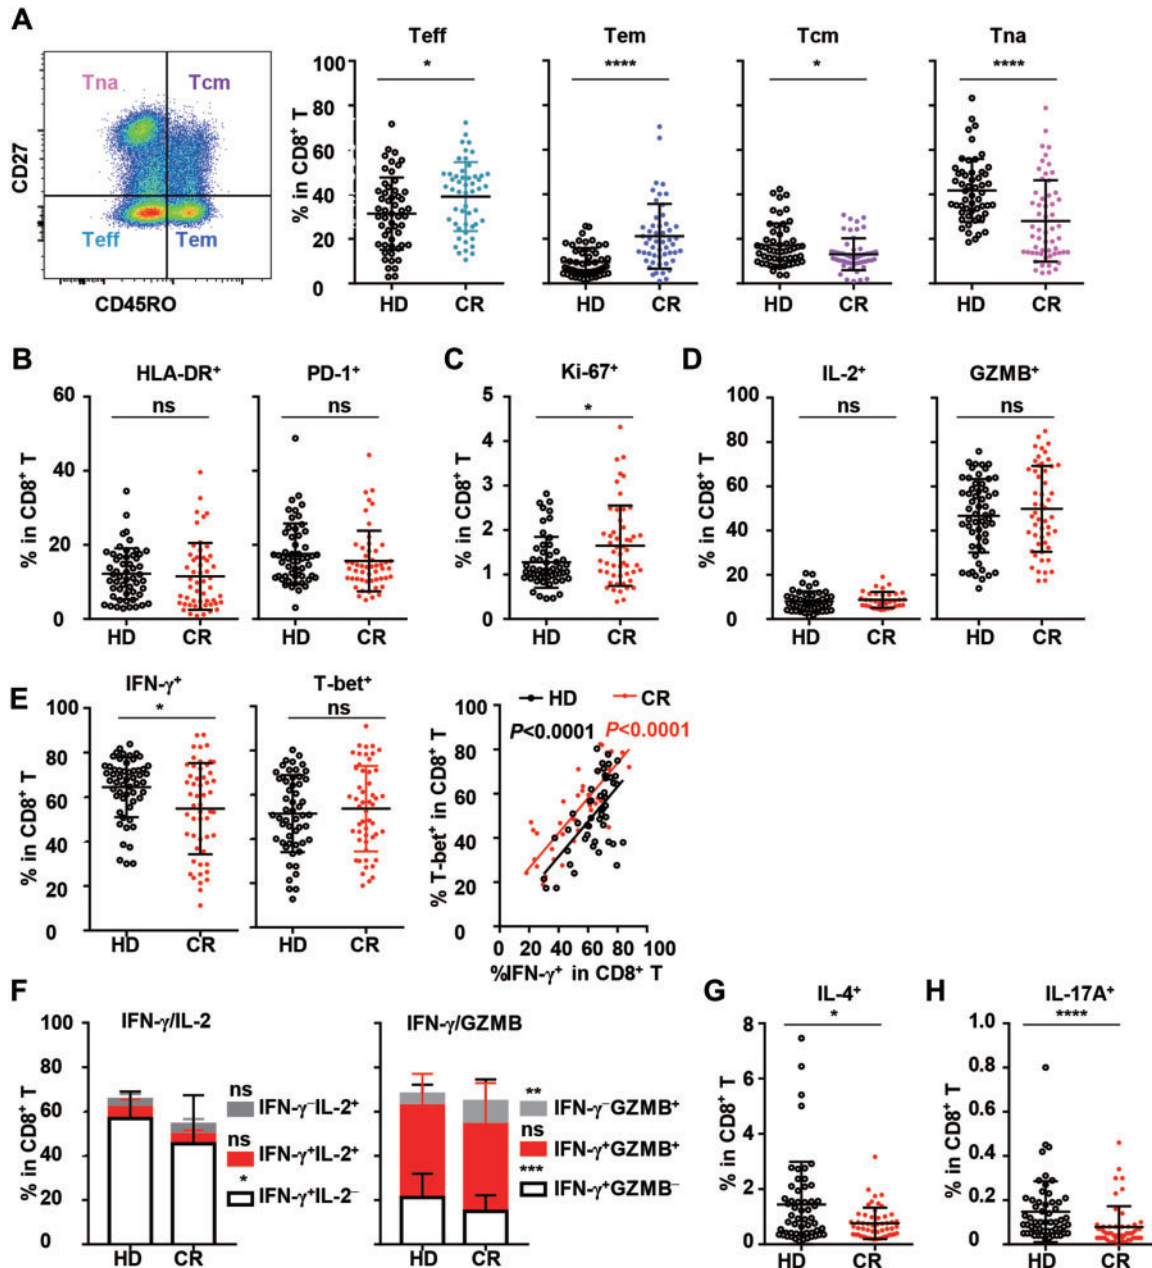 A
Teff
Tem
Tcm
Tna
*
****
*
****
Tna
Tcm
Teff
Tem
CD27
CD45RO
% in CD8⁺ T
100
80
60
40
20
0
HD
CR
HD
CR
HD
CR
HD
CR
B
HLA-DR⁺
PD-1⁺
ns
ns
% in CD8⁺ T
60
40
20
0
HD
CR
HD
CR
C
Ki-67⁺
*
% in CD8⁺ T
5
4
3
2
1
0
HD
CR
D
IL-2⁺
GZMB⁺
ns
ns
% in CD8⁺ T
100
80
60
40
20
0
HD
CR
HD
CR
E
IFN-γ⁺
T-bet⁺
*
ns
% in CD8⁺ T
100
80
60
40
20
0
HD
CR
HD
CR
HD
CR
P<0.0001
P<0.0001
% T-bet⁺ in CD8⁺ T
100
80
60
40
20
0
0
20
40
60
80
100
%IFN-γ⁺ in CD8⁺ T
F
IFN-γ/IL-2
% in CD8⁺ T
100
80
60
40
20
0
ns
IFN-γ⁻IL-2⁺
ns
IFN-γ⁺IL-2⁺
*
IFN-γ⁺IL-2⁻
HD
CR
IFN-γ/GZMB
**
IFN-γ⁻GZMB⁺
ns
IFN-γ⁺GZMB⁺
***
IFN-γ⁺GZMB⁻
HD
CR
G
IL-4⁺
*
% in CD8⁺ T
8
6
4
2
0
HD
CR
H
IL-17A⁺
****
% in CD8⁺ T
1.0
0.8
0.6
0.4
0.2
0
HD
CR